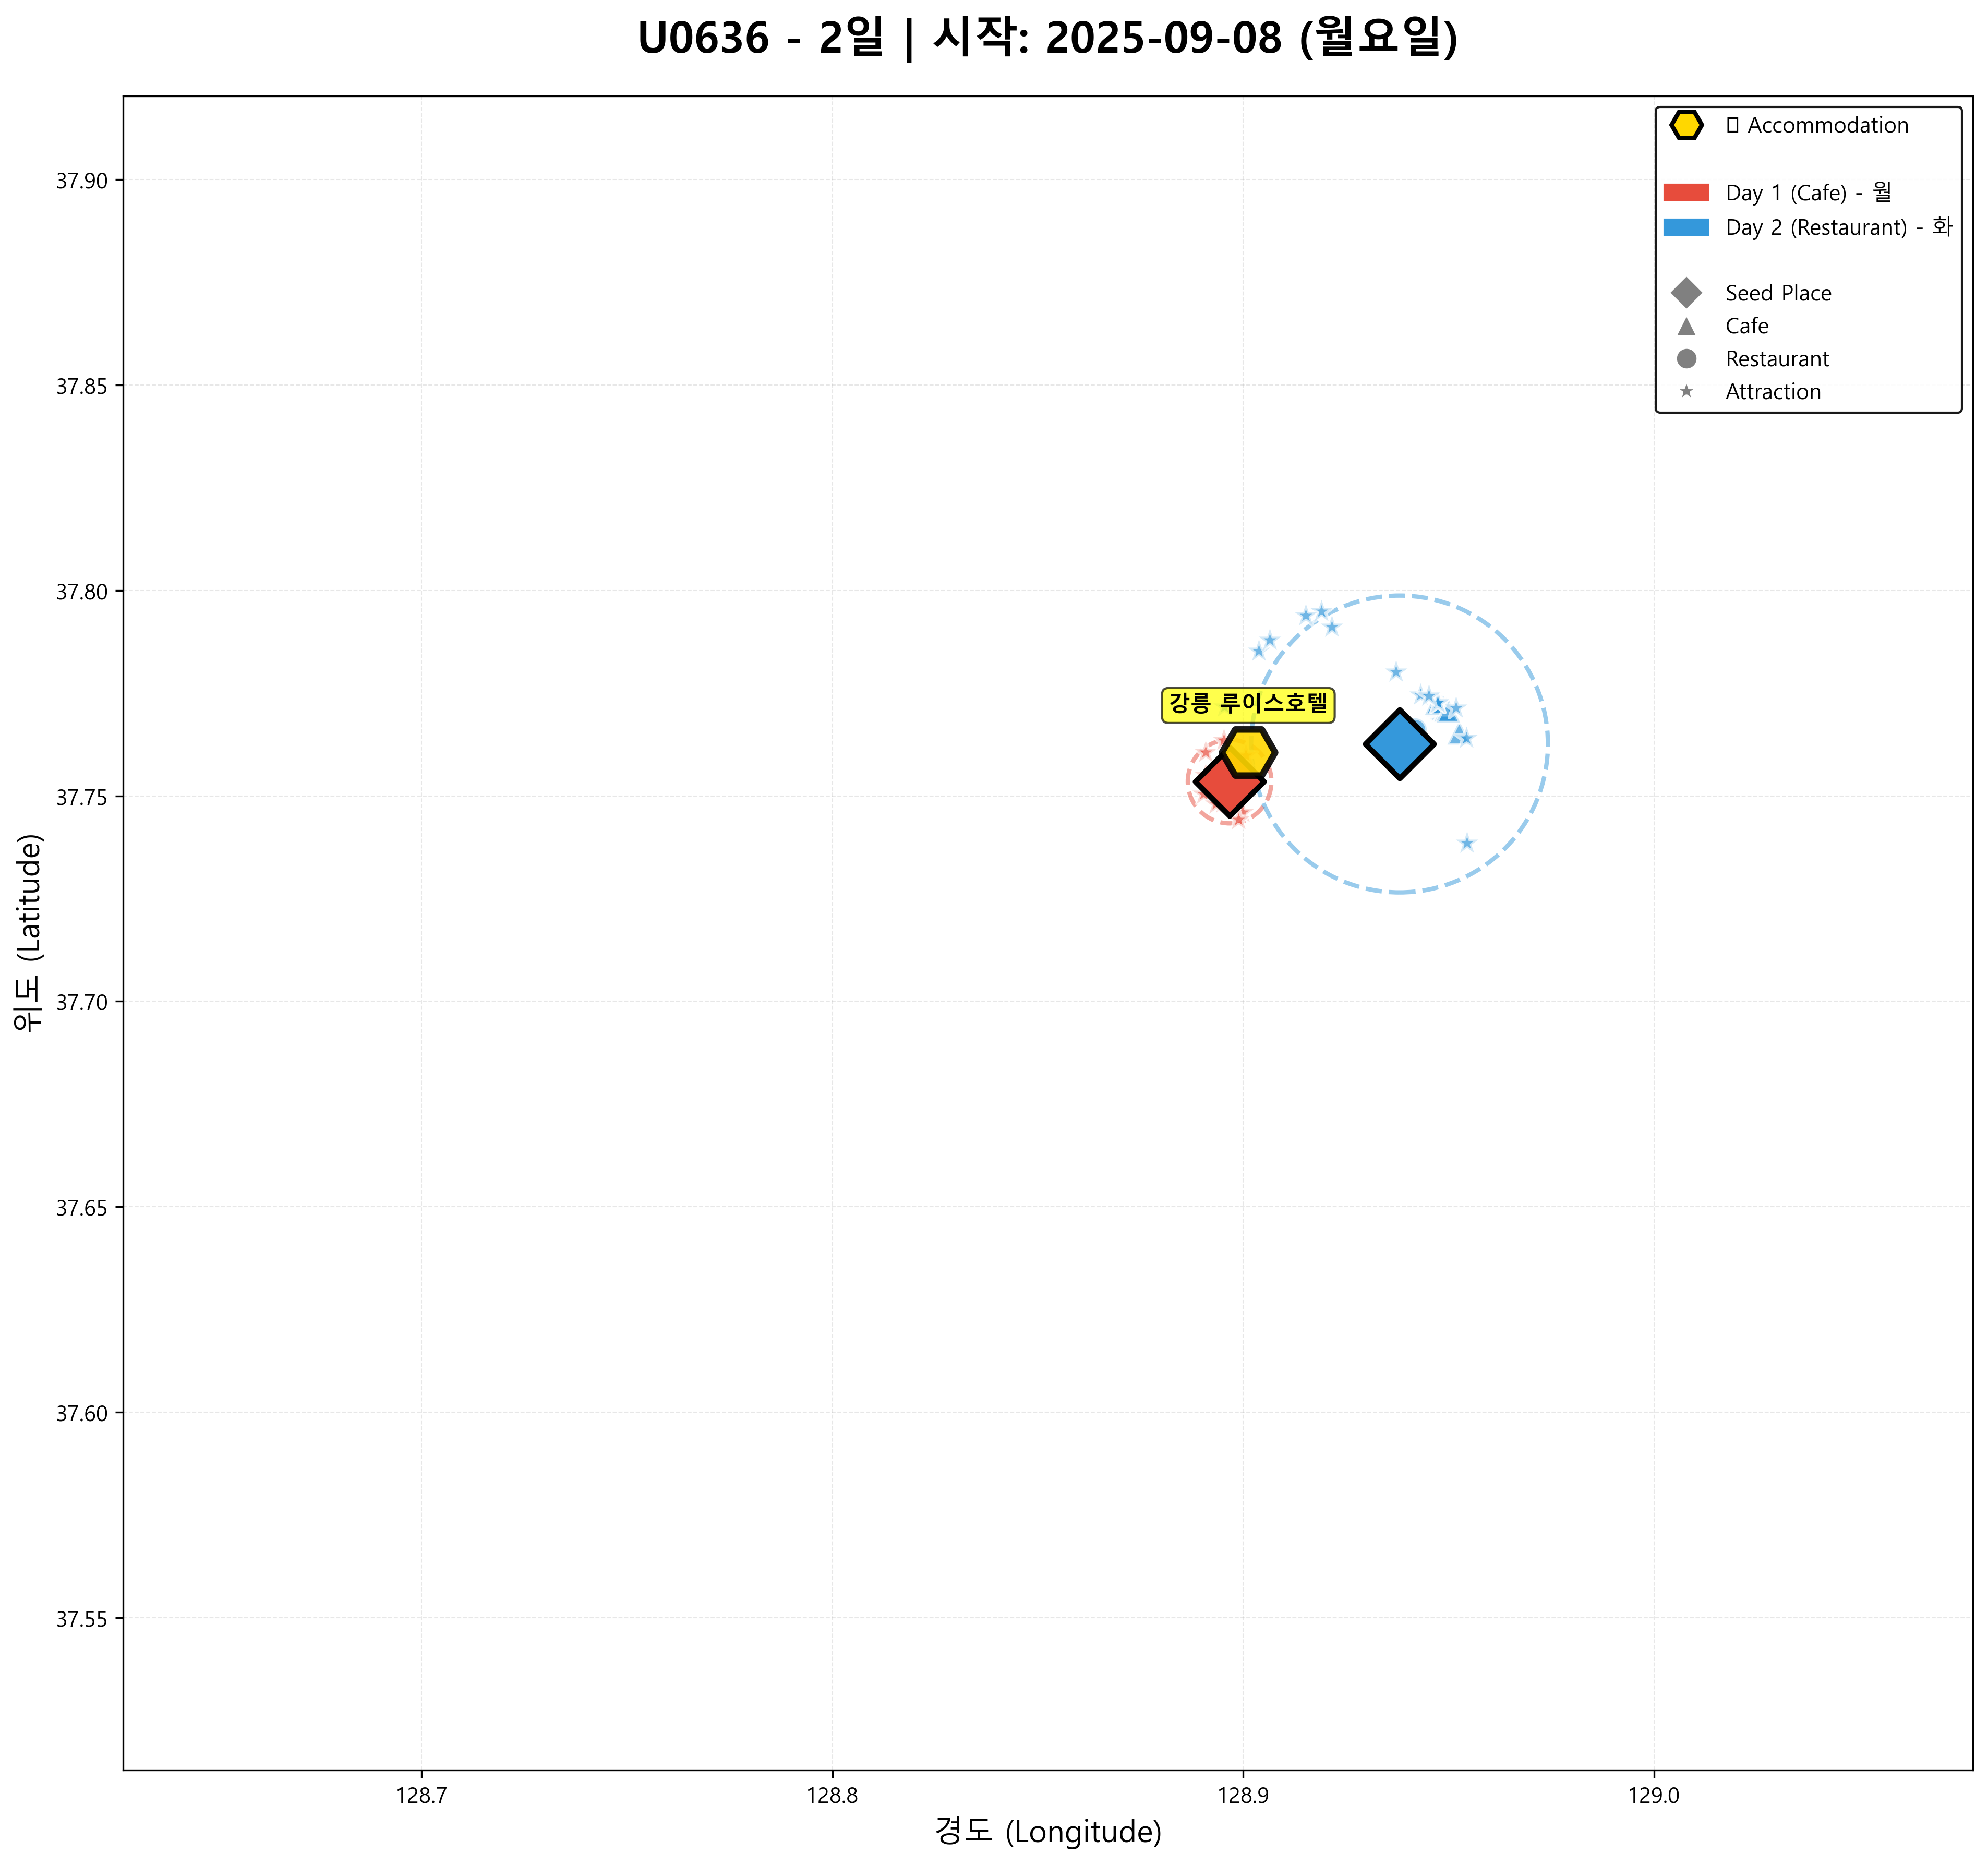 U0636 - 2일 | 시작: 2025-09-08 (월요일)
Accommodation
Day 1 (Cafe) - 월
Day 2 (Restaurant) - 화
Seed Place
Cafe
Restaurant
Attraction
강릉 루이스호텔
37.90
37.85
37.80
37.75
37.70
37.65
37.60
37.55
위도 (Latitude)
128.7
128.8
128.9
129.0
경도 (Longitude)